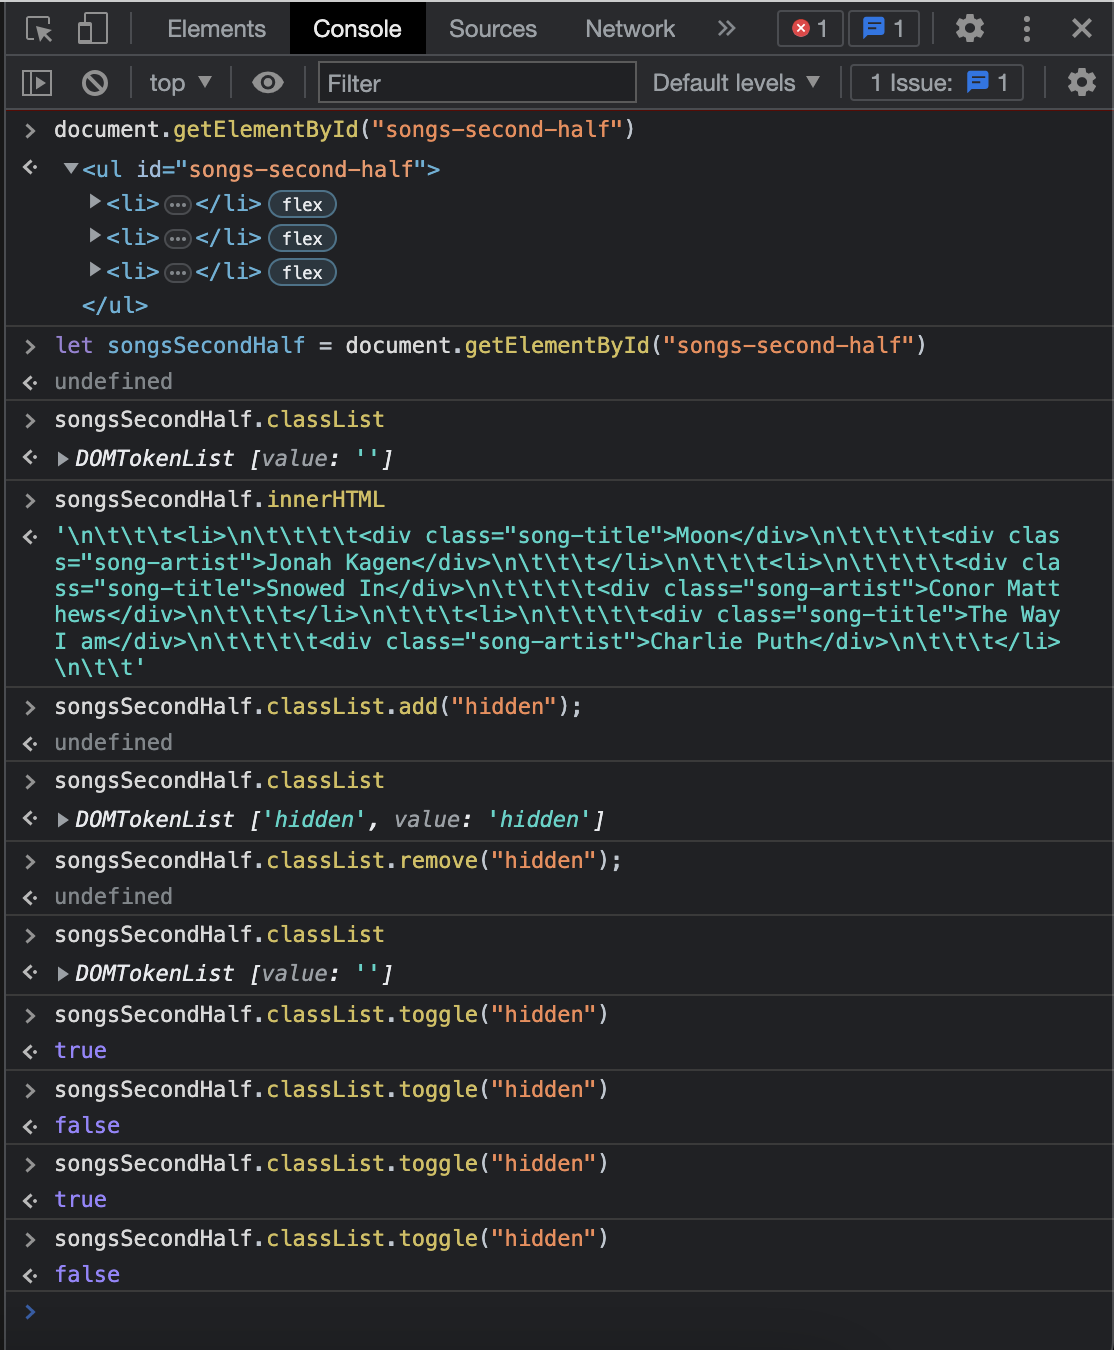 Elements Console Sources Network » 1 1
top ▼ Filter Default levels ▼ 1 Issue: 1
> document.getElementById("songs-second-half")
▼<ul id="songs-second-half">
▶<li>…</li> flex
▶<li>…</li> flex
▶<li>…</li> flex
</ul>
> let songsSecondHalf = document.getElementById("songs-second-half")
undefined
> songsSecondHalf.classList
▶DOMTokenList [value: '']
> songsSecondHalf.innerHTML
'\n\t\t\t<li>\n\t\t\t\t<div class="song-title">Moon</div>\n\t\t\t\t<div clas
s="song-artist">Jonah Kagen</div>\n\t\t\t</li>\n\t\t\t<li>\n\t\t\t\t<div cla
ss="song-title">Snowed In</div>\n\t\t\t\t<div class="song-artist">Conor Matt
hews</div>\n\t\t\t</li>\n\t\t\t<li>\n\t\t\t\t<div class="song-title">The Way
I am</div>\n\t\t\t\t<div class="song-artist">Charlie Puth</div>\n\t\t\t</li>
\n\t\t'
> songsSecondHalf.classList.add("hidden");
undefined
> songsSecondHalf.classList
▶DOMTokenList ['hidden', value: 'hidden']
> songsSecondHalf.classList.remove("hidden");
undefined
> songsSecondHalf.classList
▶DOMTokenList [value: '']
> songsSecondHalf.classList.toggle("hidden")
true
> songsSecondHalf.classList.toggle("hidden")
false
> songsSecondHalf.classList.toggle("hidden")
true
> songsSecondHalf.classList.toggle("hidden")
false
>